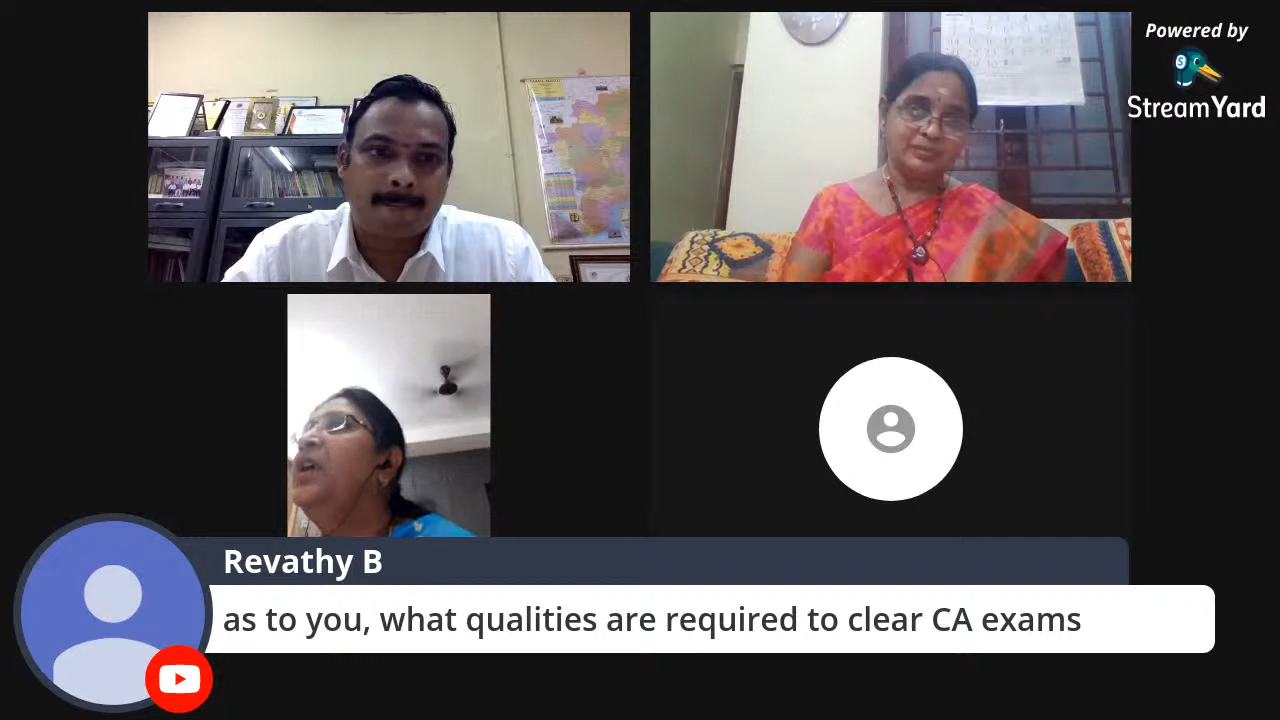 Powered by
StreamYard
Revathy B
as to you, what qualities are required to clear CA exams